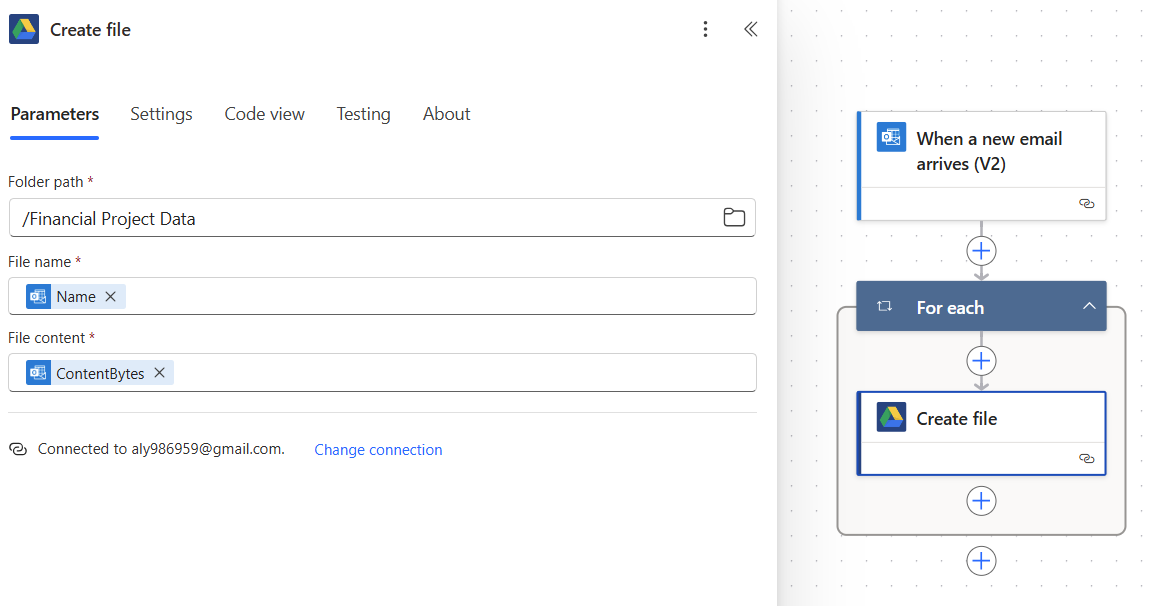 Create file
Parameters Settings Code view Testing About
Folder path *
/Financial Project Data
File name *
Name
File content *
ContentBytes
Connected to aly986959@gmail.com. Change connection
When a new email
arrives (V2)
For each
Create file